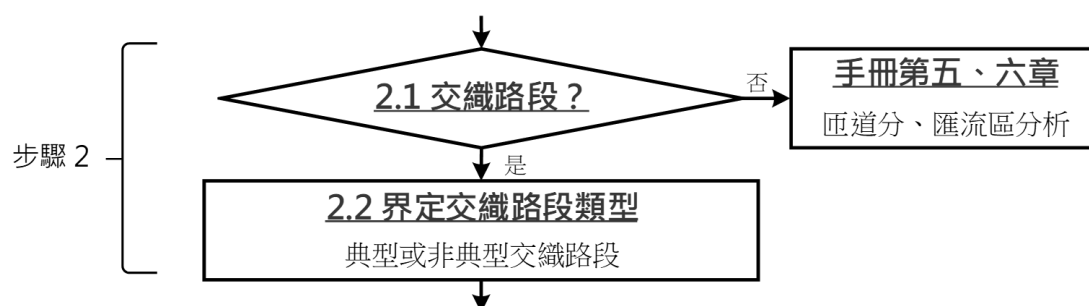 2.1 交織路段？
否
手冊第五、六章
匝道分、匯流區分析
步驟 2
是
2.2 界定交織路段類型
典型或非典型交織路段